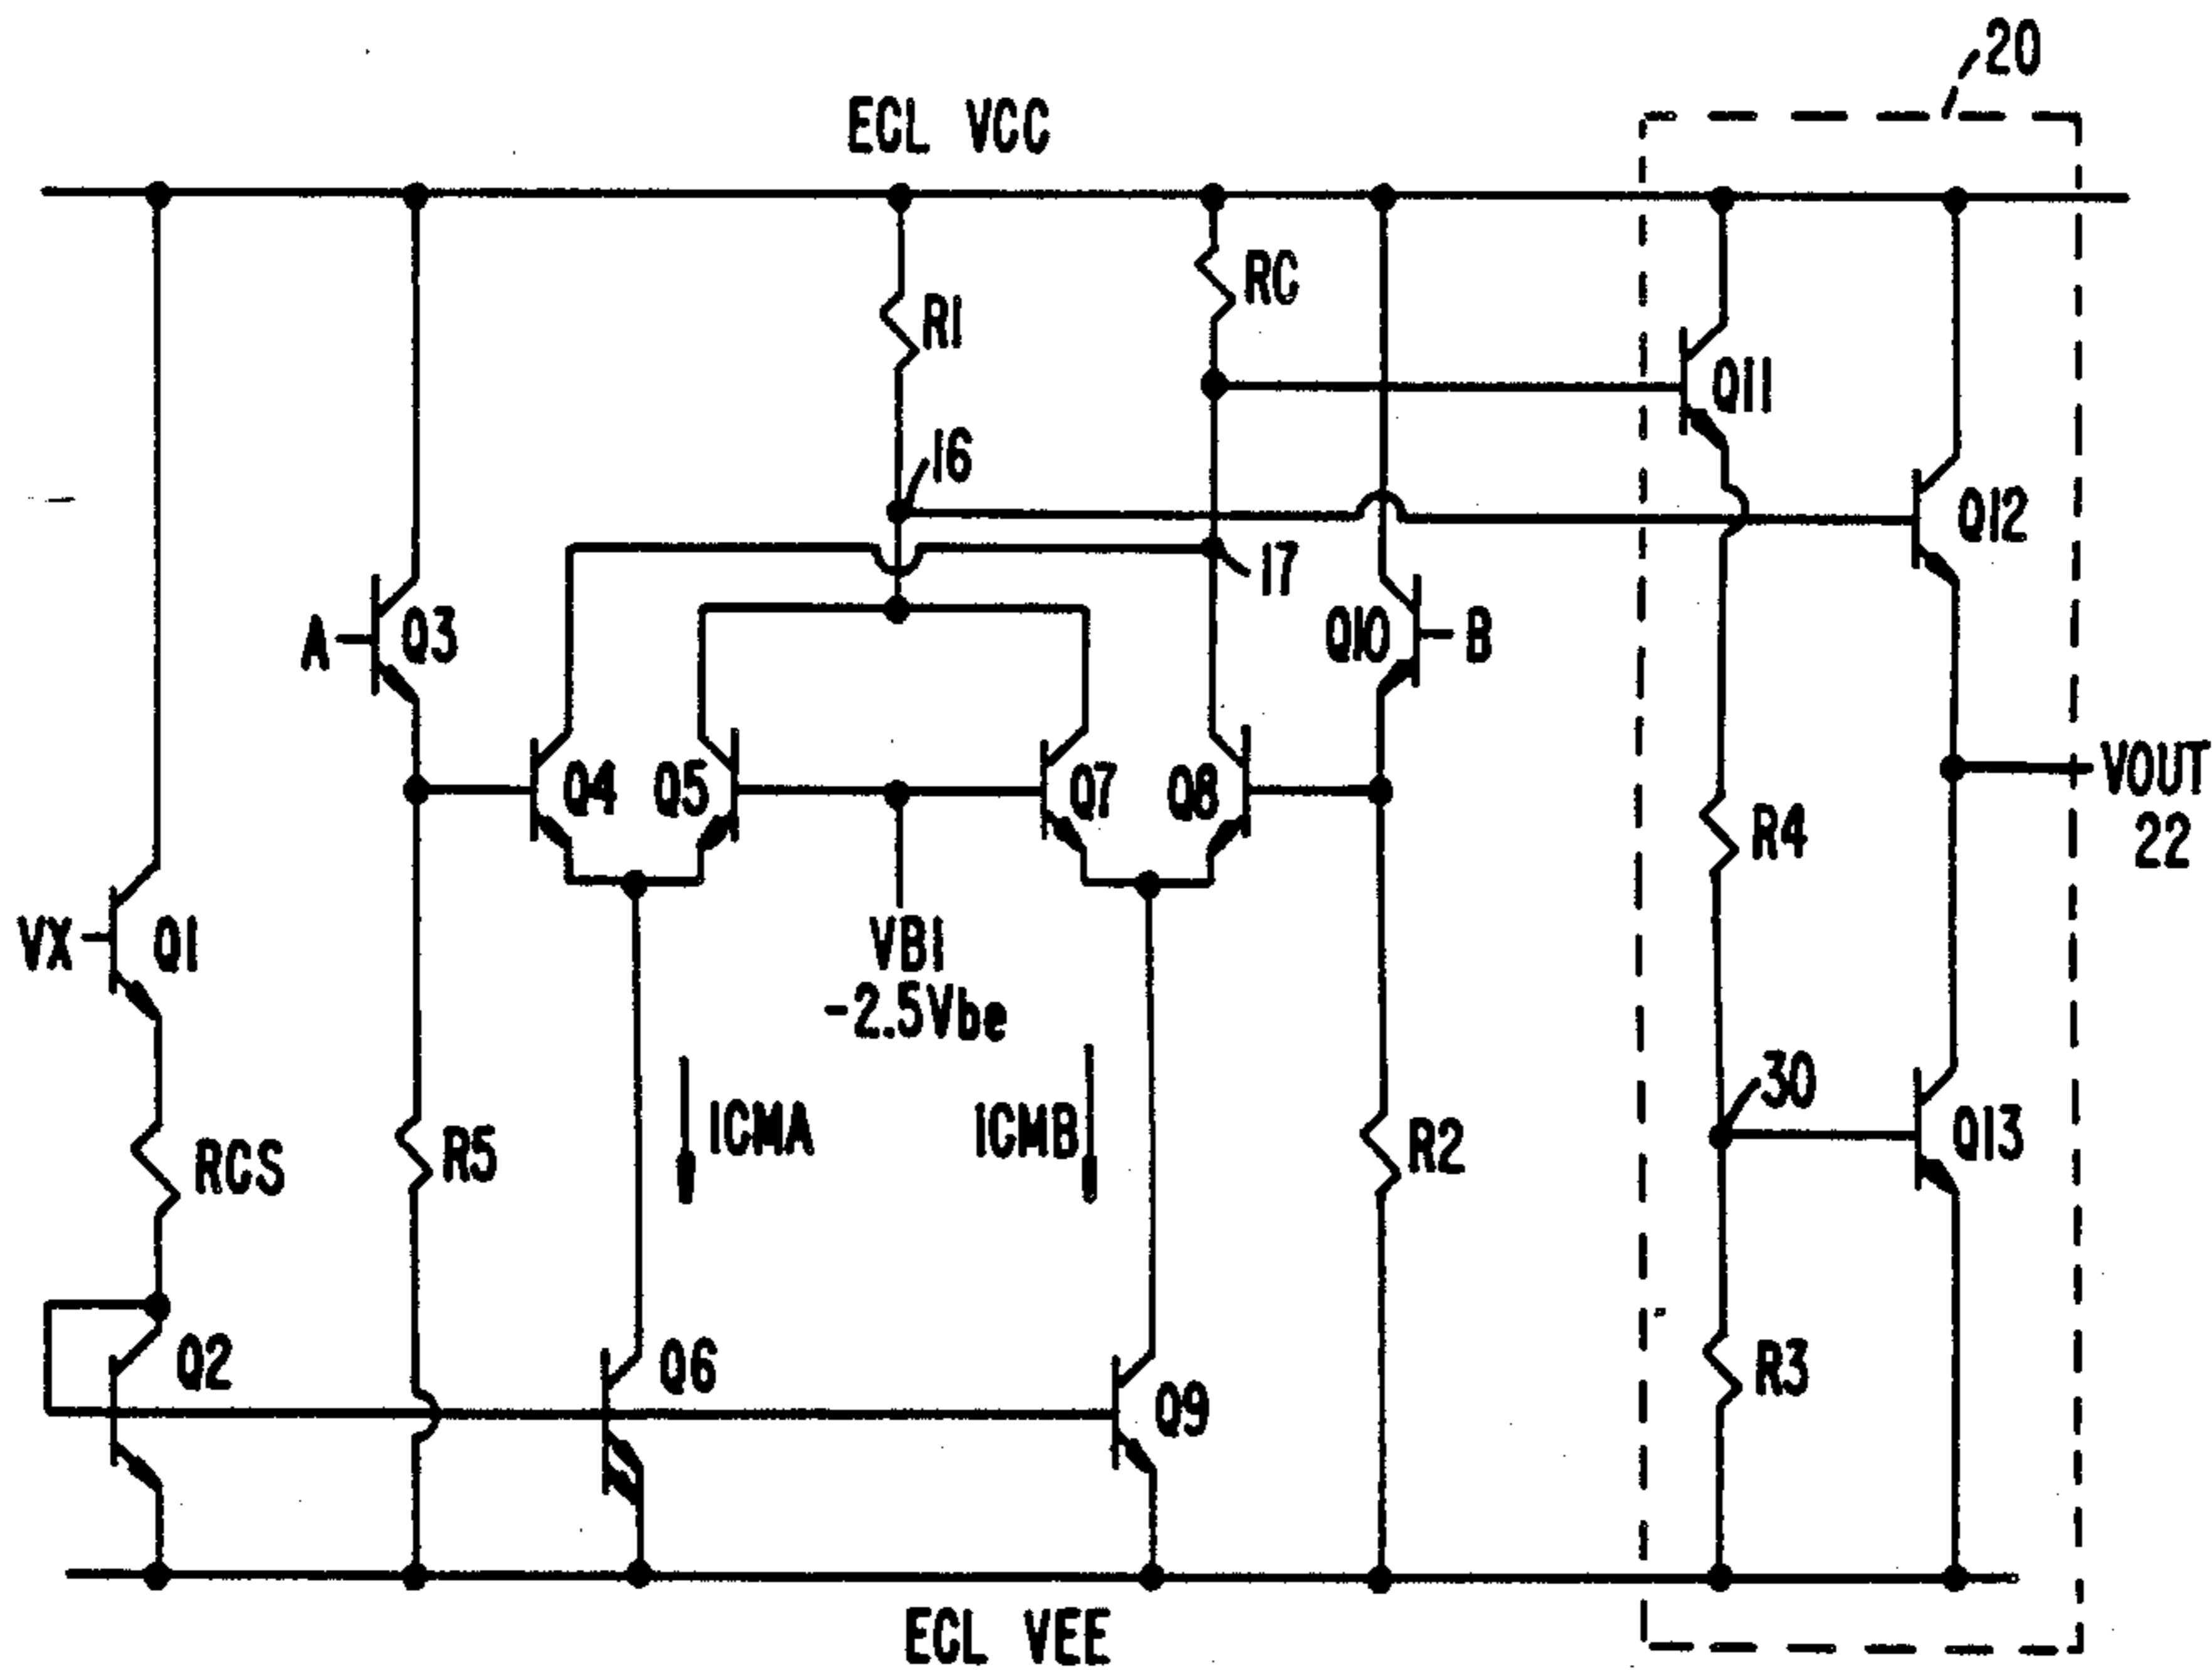 20
ECL VCC
RC
R1
Q11
16
Q12
17
A
Q3
Q10
B
VOUT
22
Q4
Q5
Q7
Q8
R4
VX
Q1
VB1
-2.5Vbe
30
ICMA
ICMB
R2
Q13
RCS
R5
Q2
Q6
Q9
R3
ECL VEE